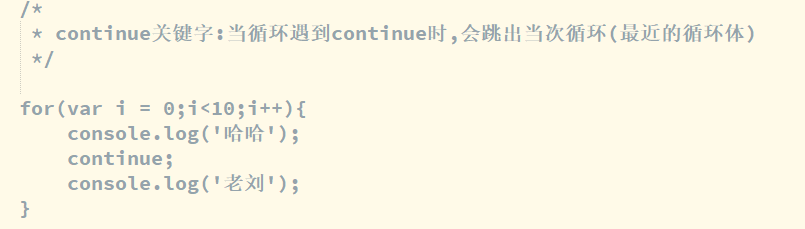 /*
 * continue关键字:当循环遇到continue时,会跳出当次循环(最近的循环体)
 */
for(var i = 0;i<10;i++){
    console.log('哈哈');
    continue;
    console.log('老刘');
}